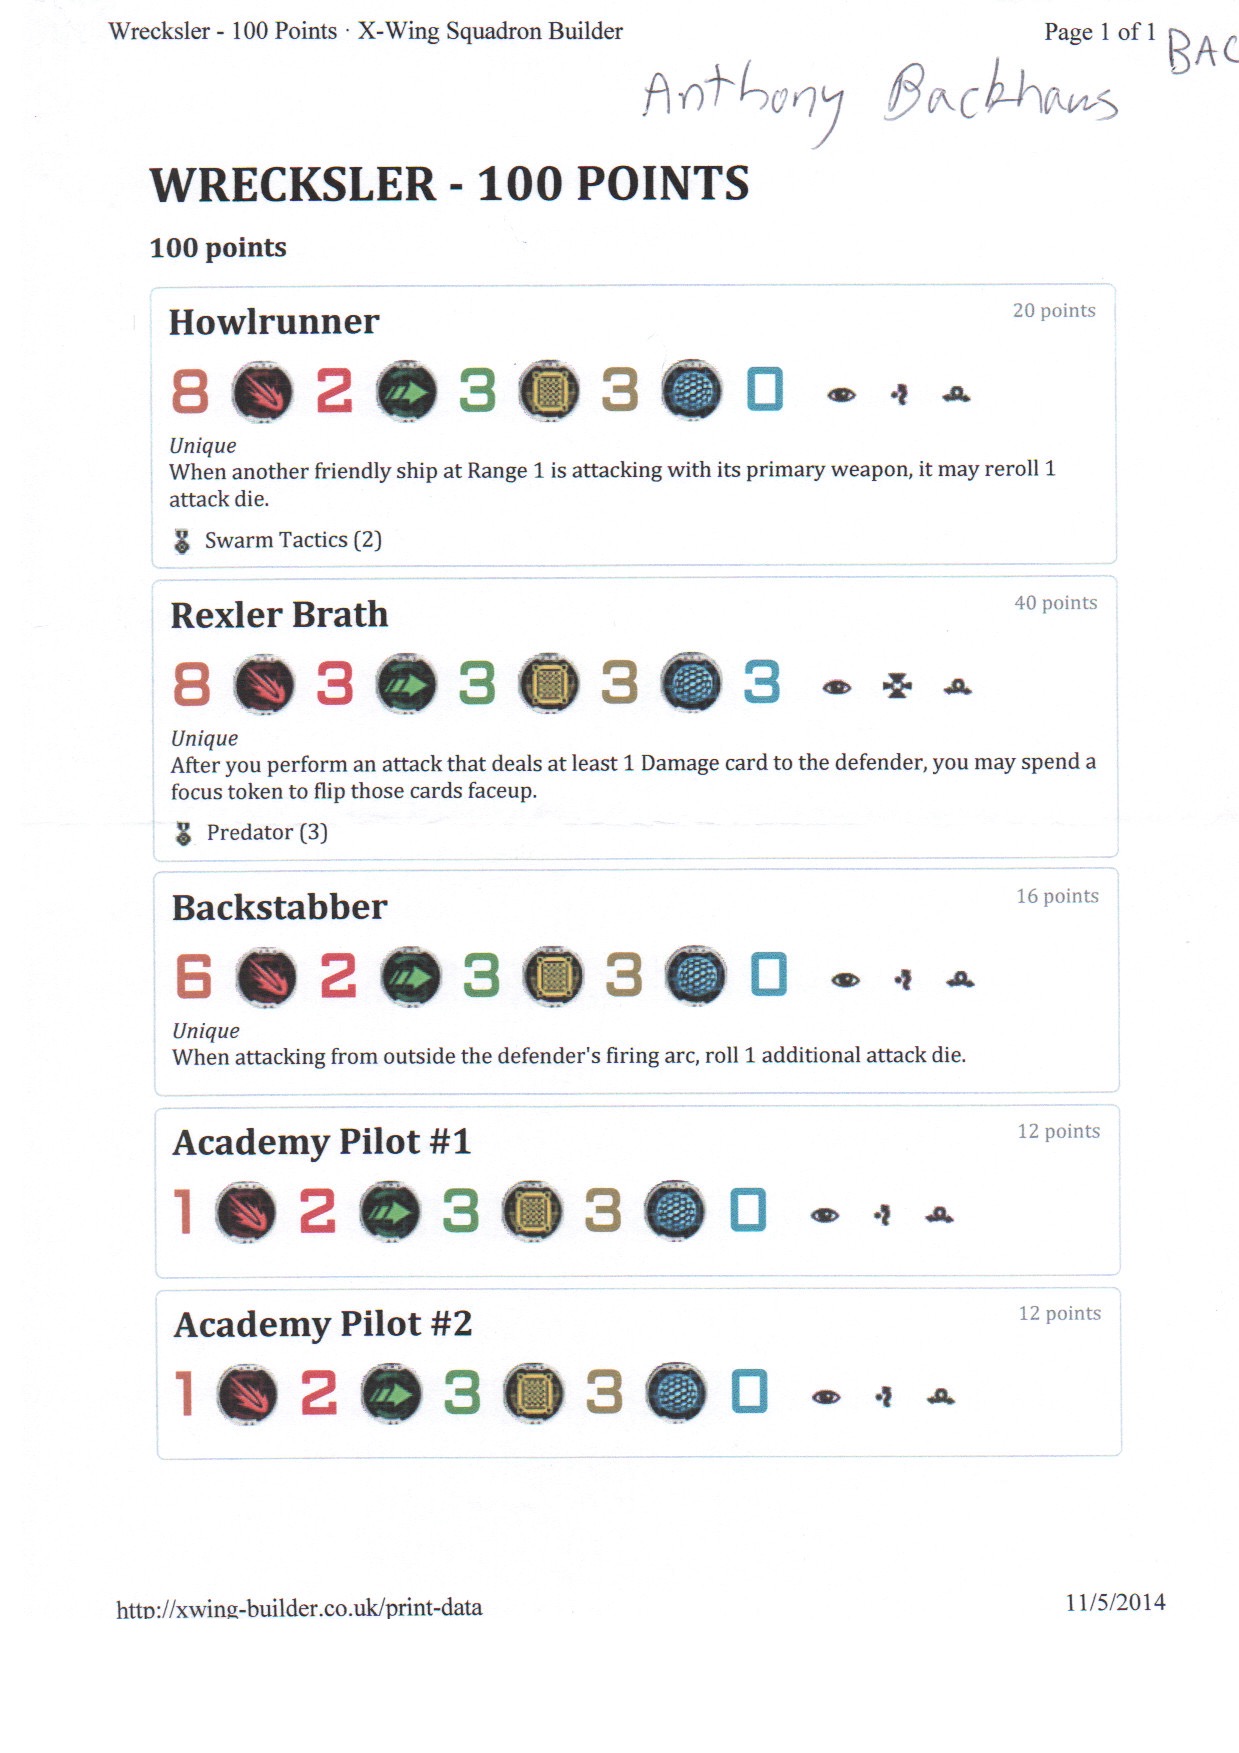 Wrecksler - 100 Points · X-Wing Squadron Builder
Page 1 of 1
BAC
Anthony Backhaus
WRECKSLER - 100 POINTS
100 points
Howlrunner
20 points
8 2 3 3 0
Unique
When another friendly ship at Range 1 is attacking with its primary weapon, it may reroll 1
attack die.
Swarm Tactics (2)
Rexler Brath
40 points
8 3 3 3 3
Unique
After you perform an attack that deals at least 1 Damage card to the defender, you may spend a
focus token to flip those cards faceup.
Predator (3)
Backstabber
16 points
6 2 3 3 0
Unique
When attacking from outside the defender's firing arc, roll 1 additional attack die.
Academy Pilot #1
12 points
1 2 3 3 0
Academy Pilot #2
12 points
1 2 3 3 0
http://xwing-builder.co.uk/print-data
11/5/2014